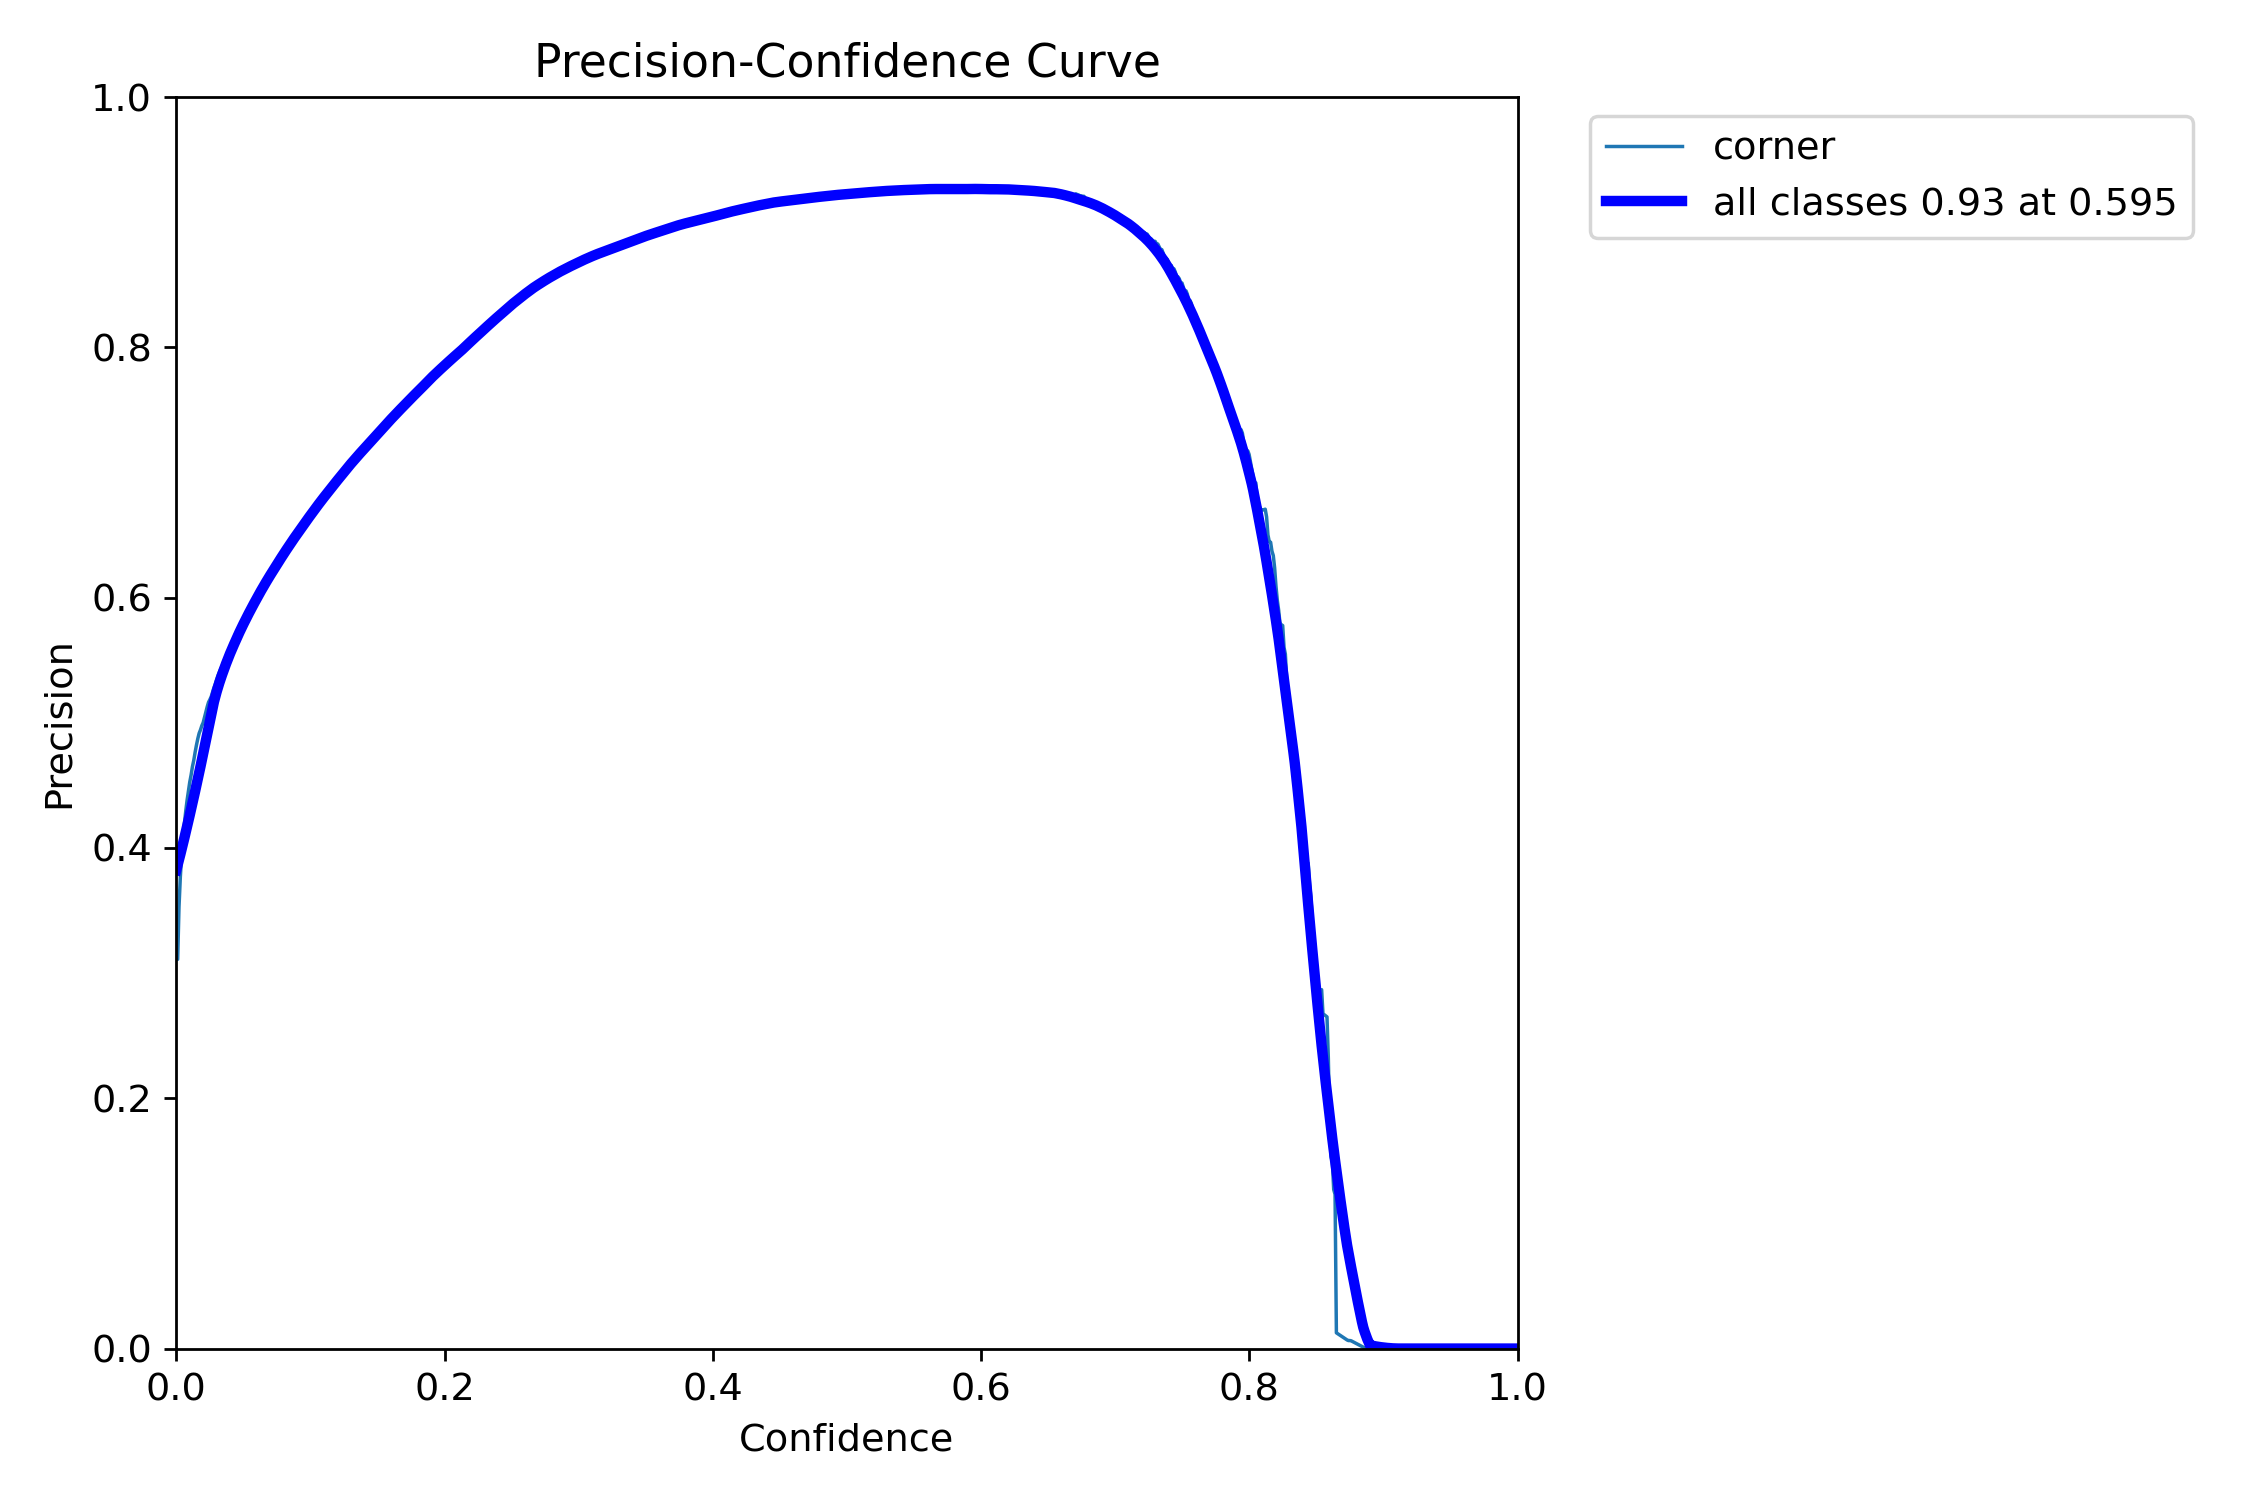 Precision-Confidence Curve
1.0
0.8
0.6
0.4
0.2
0.0
Precision
0.0 0.2 0.4 0.6 0.8 1.0
Confidence
corner
all classes 0.93 at 0.595